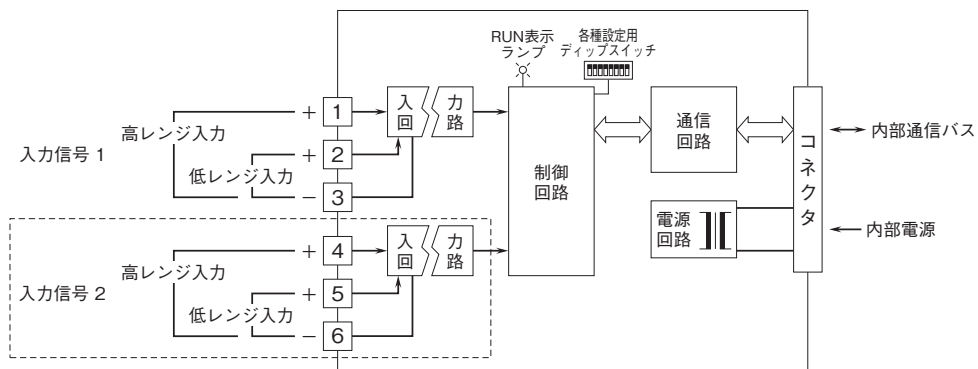 RUN表示
ランプ
各種設定用
ディップスイッチ
入力信号 1
高レンジ入力
低レンジ入力
+ 1
+ 2
− 3
入力
回路
制御
回路
通信
回路
コネクタ
内部通信バス
電源
回路
内部電源
入力信号 2
高レンジ入力
低レンジ入力
+ 4
+ 5
− 6
入力
回路